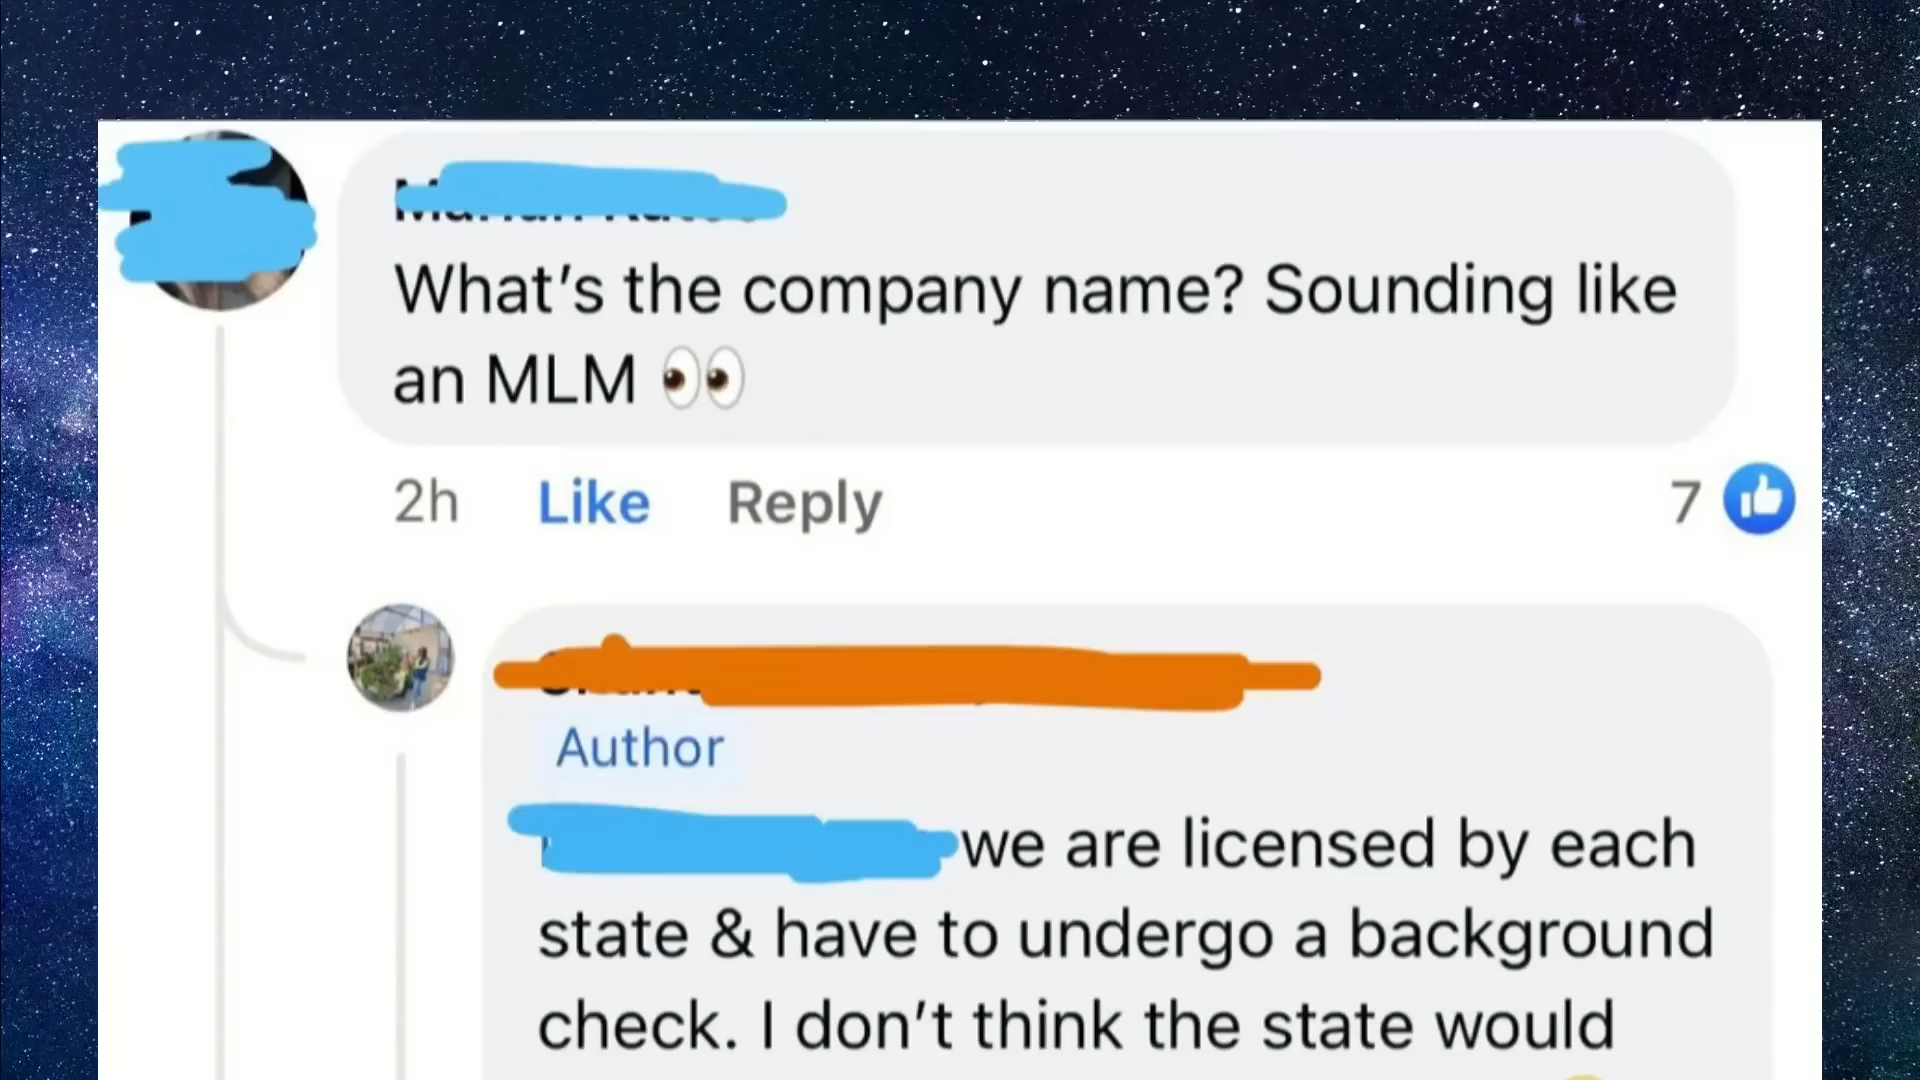 What's the company name? Sounding like
an MLM 👀
2h Like Reply 7
Author
we are licensed by each
state & have to undergo a background
check. I don't think the state would